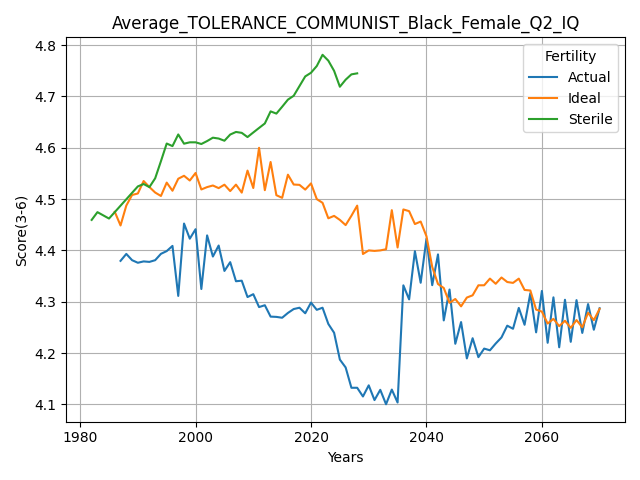 Average_TOLERANCE_COMMUNIST_Black_Female_Q2_IQ
Fertility
Actual
Ideal
Sterile
Score(3-6)
4.8
4.7
4.6
4.5
4.4
4.3
4.2
4.1
1980 2000 2020 2040 2060
Years